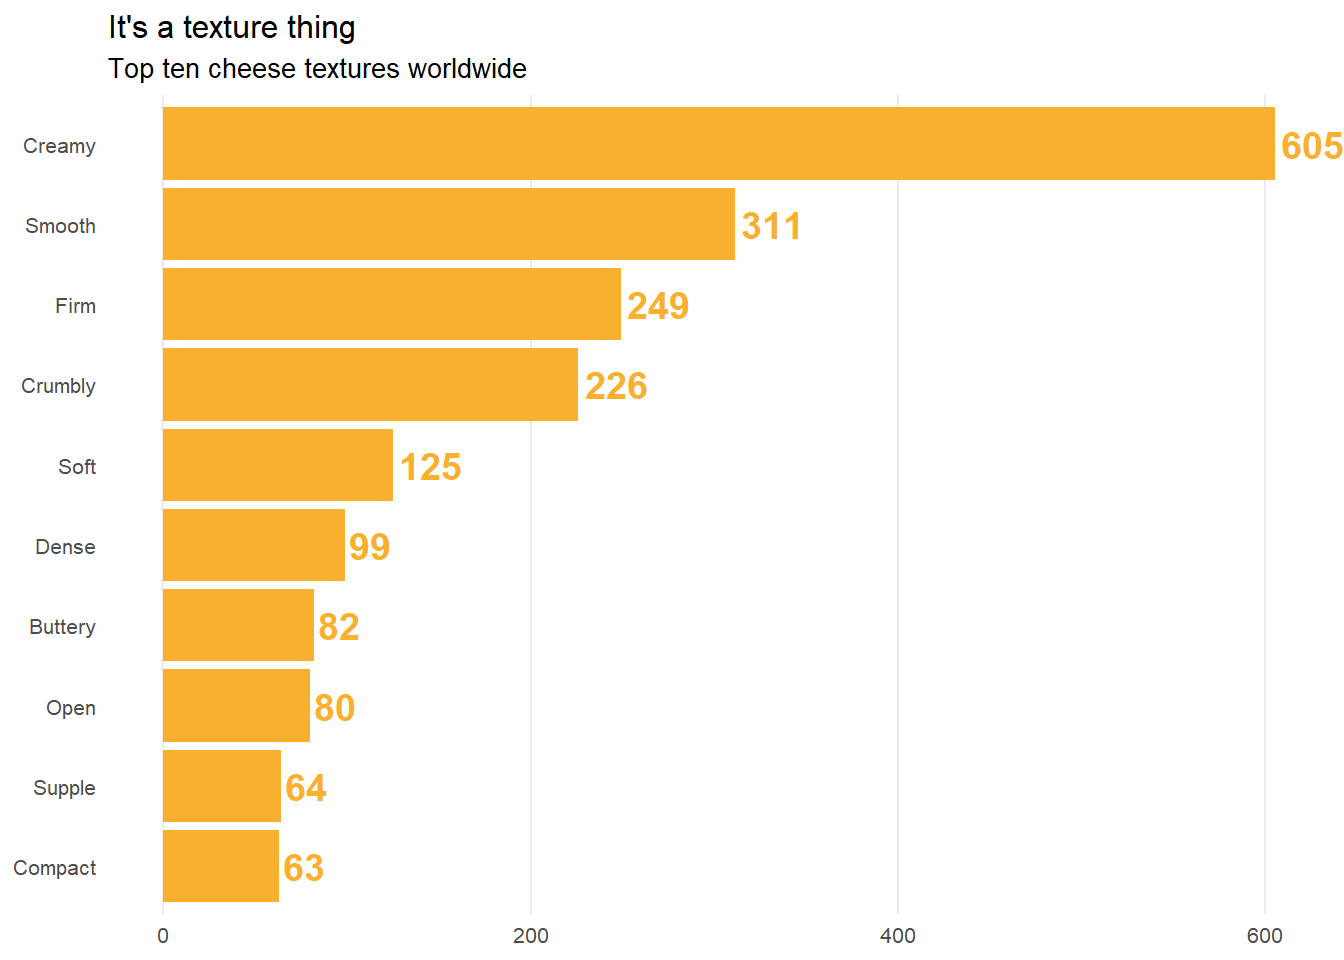 It's a texture thing
Top ten cheese textures worldwide
Creamy 605
Smooth 311
Firm 249
Crumbly 226
Soft 125
Dense 99
Buttery 82
Open 80
Supple 64
Compact 63
0 200 400 600